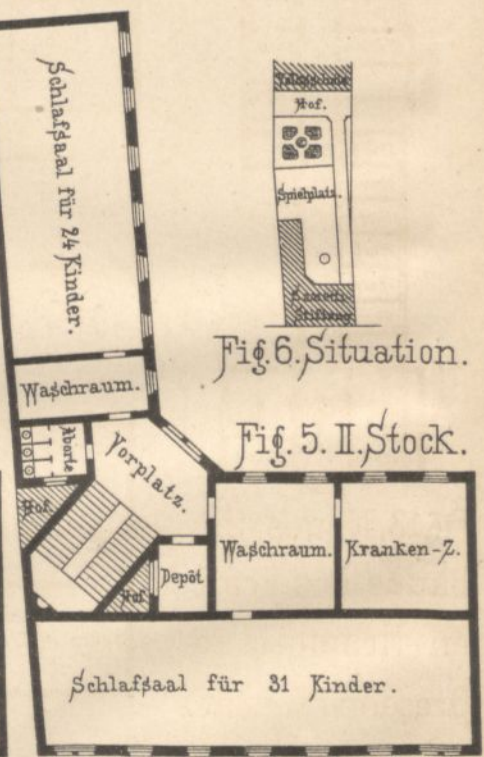 Schlafsaal für 24 Kinder.
Hof.
Spielplatz.
Stiftung
Fig. 6. Situation.
Waschraum.
Fig. 5. II. Stock.
Aborte
Vorplatz.
Hof.
Waschraum.
Kranken-Z.
Depôt
Hof.
Schlafsaal für 31 Kinder.